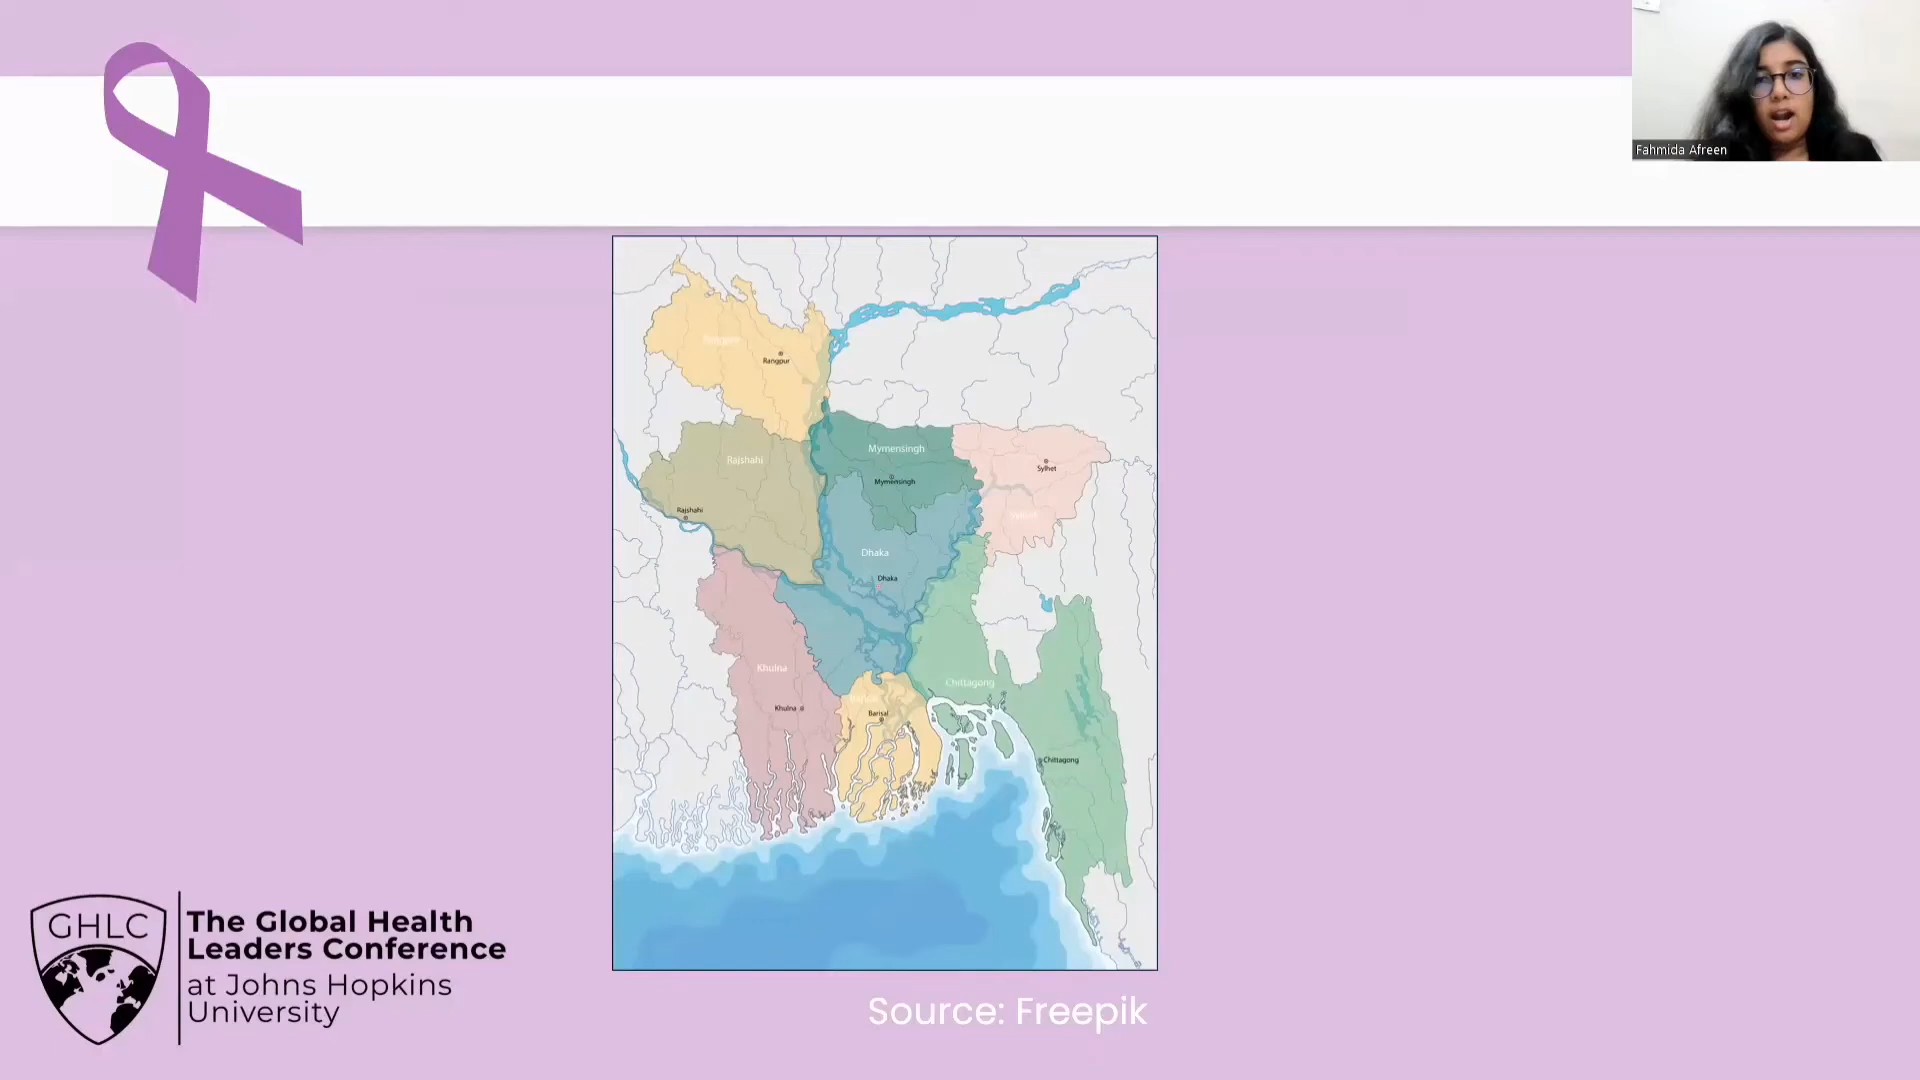 Fahmida Afreen
Rangpur
Rangpur
Mymensingh
Rajshahi
Sylhet
Mymensingh
Rajshahi
Dhaka
Dhaka
Khulna
Chittagong
Khulna
Barisal
Chittagong
GHLC
The Global Health
Leaders Conference
at Johns Hopkins
University
Source: Freepik